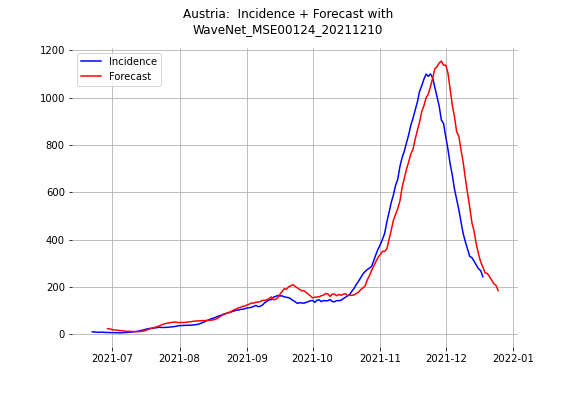 Austria:  Incidence + Forecast with
WaveNet_MSE00124_20211210
Incidence
Forecast
1200
1000
800
600
400
200
0
2021-07 2021-08 2021-09 2021-10 2021-11 2021-12 2022-01